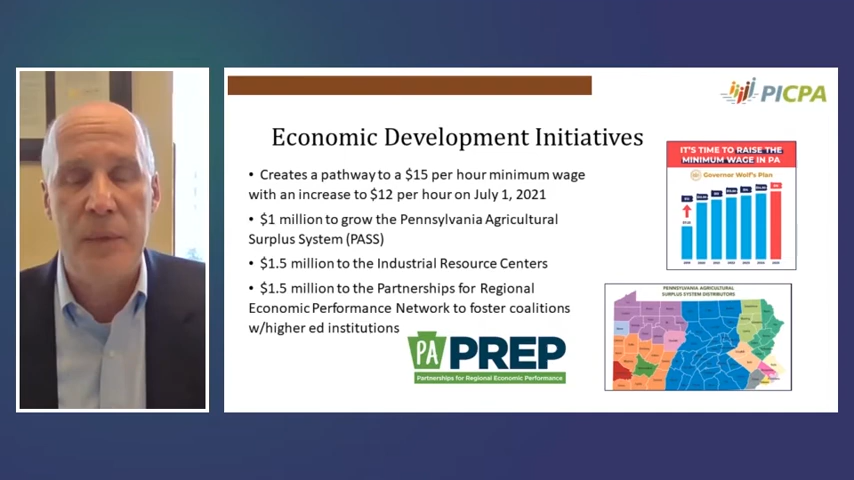 PICPA
Economic Development Initiatives
• Creates a pathway to a $15 per hour minimum wage
with an increase to $12 per hour on July 1, 2021
• $1 million to grow the Pennsylvania Agricultural
Surplus System (PASS)
• $1.5 million to the Industrial Resource Centers
• $1.5 million to the Partnerships for Regional
Economic Performance Network to foster coalitions
w/higher ed institutions
PA PREP
Partnerships for Regional Economic Performance
IT'S TIME TO RAISE THE
MINIMUM WAGE IN PA
Governor Wolf's Plan
PENNSYLVANIA AGRICULTURAL
SURPLUS SYSTEM DISTRIBUTORS